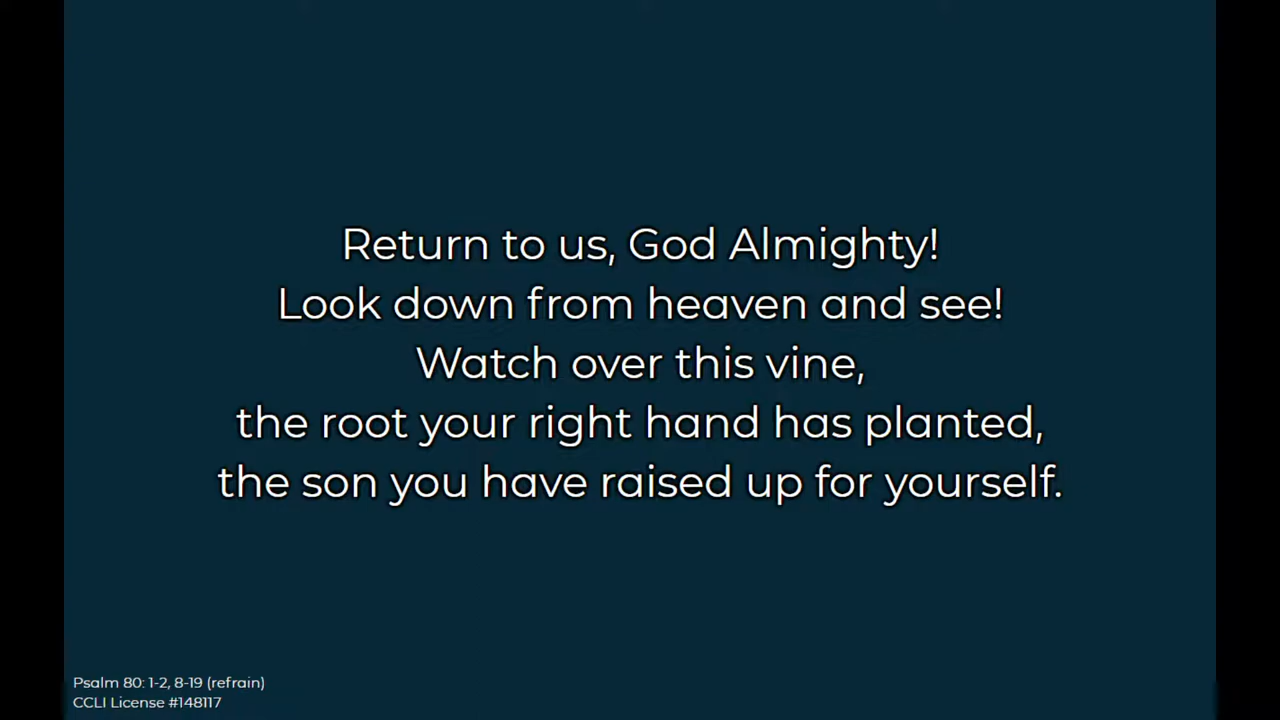 Return to us, God Almighty!
Look down from heaven and see!
Watch over this vine,
the root your right hand has planted,
the son you have raised up for yourself.
Psalm 80: 1-2, 8-19 (refrain)
CCLI License #148117